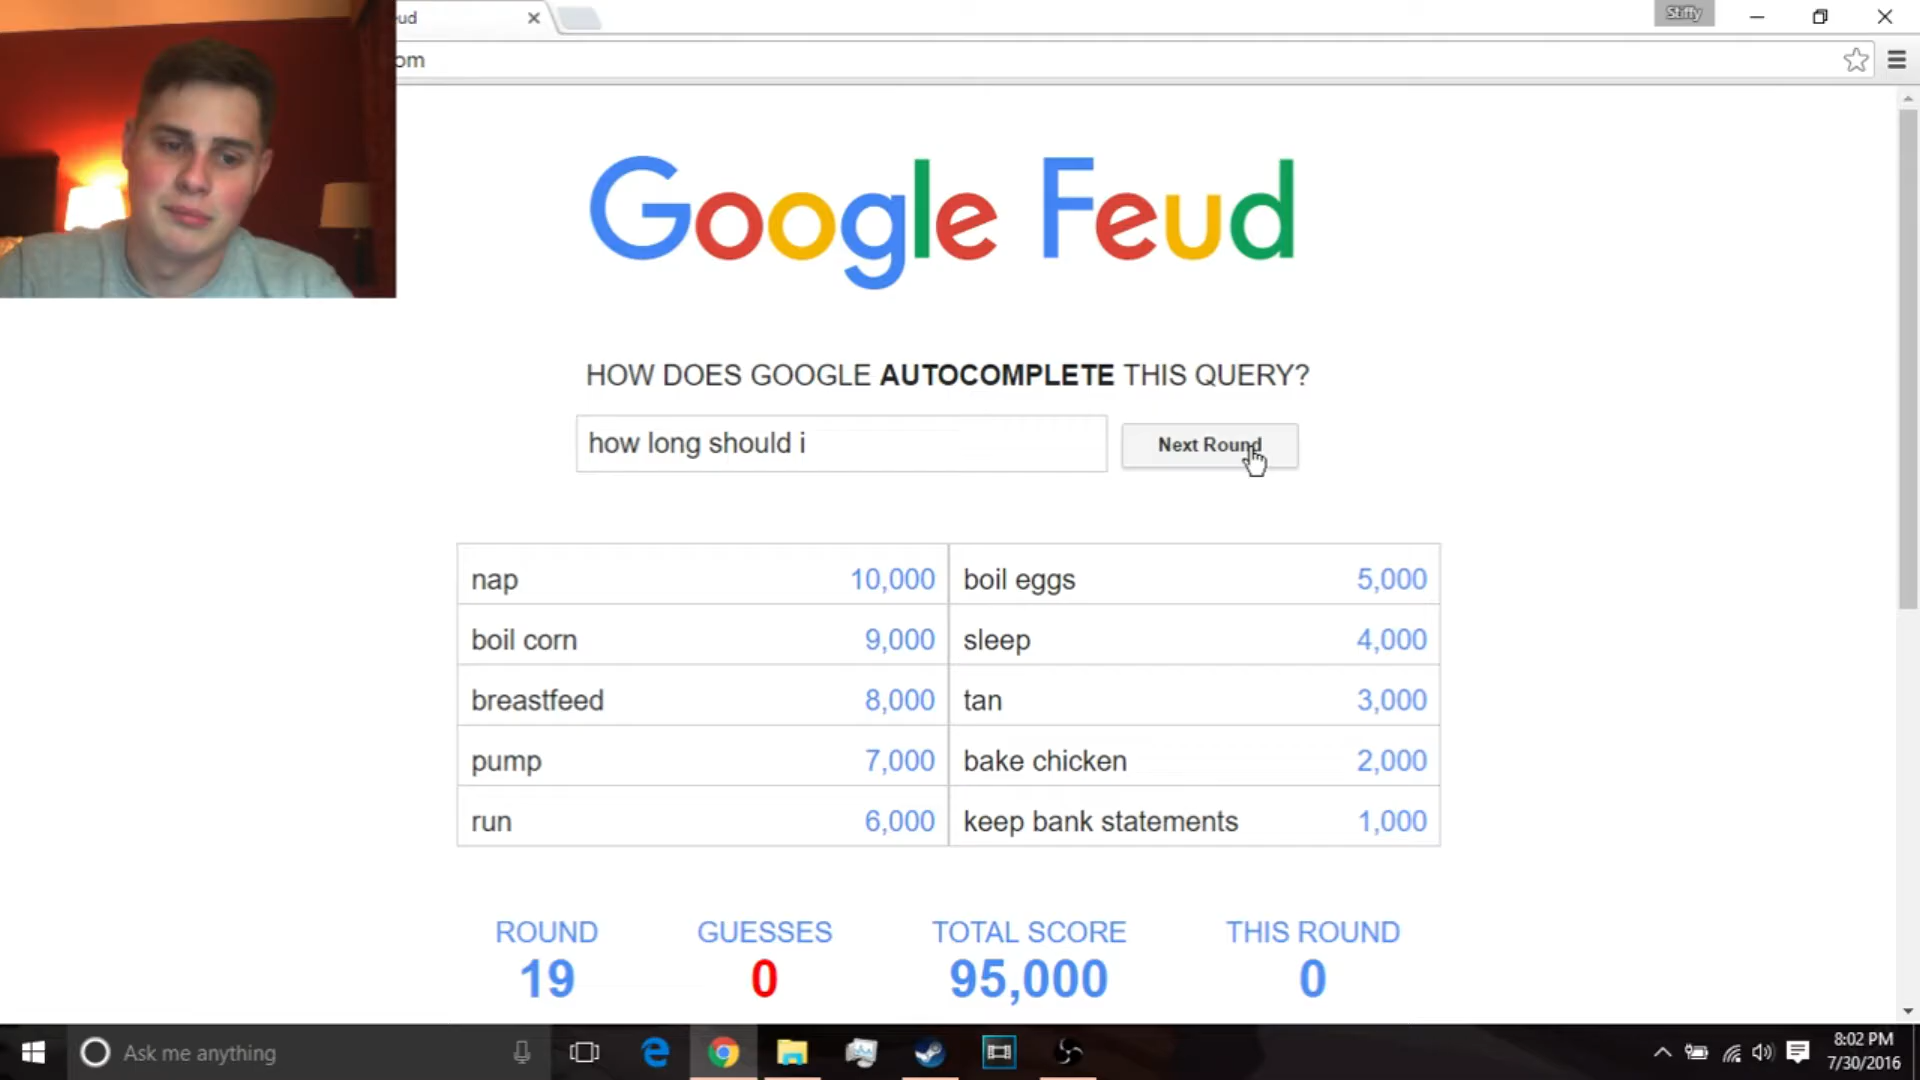 ud
Stiffy
om
Google Feud
HOW DOES GOOGLE AUTOCOMPLETE THIS QUERY?
how long should i
Next Round
nap 10,000 boil eggs 5,000
boil corn 9,000 sleep 4,000
breastfeed 8,000 tan 3,000
pump 7,000 bake chicken 2,000
run 6,000 keep bank statements 1,000
ROUND GUESSES TOTAL SCORE THIS ROUND
19 0 95,000 0
Ask me anything
8:02 PM
7/30/2016